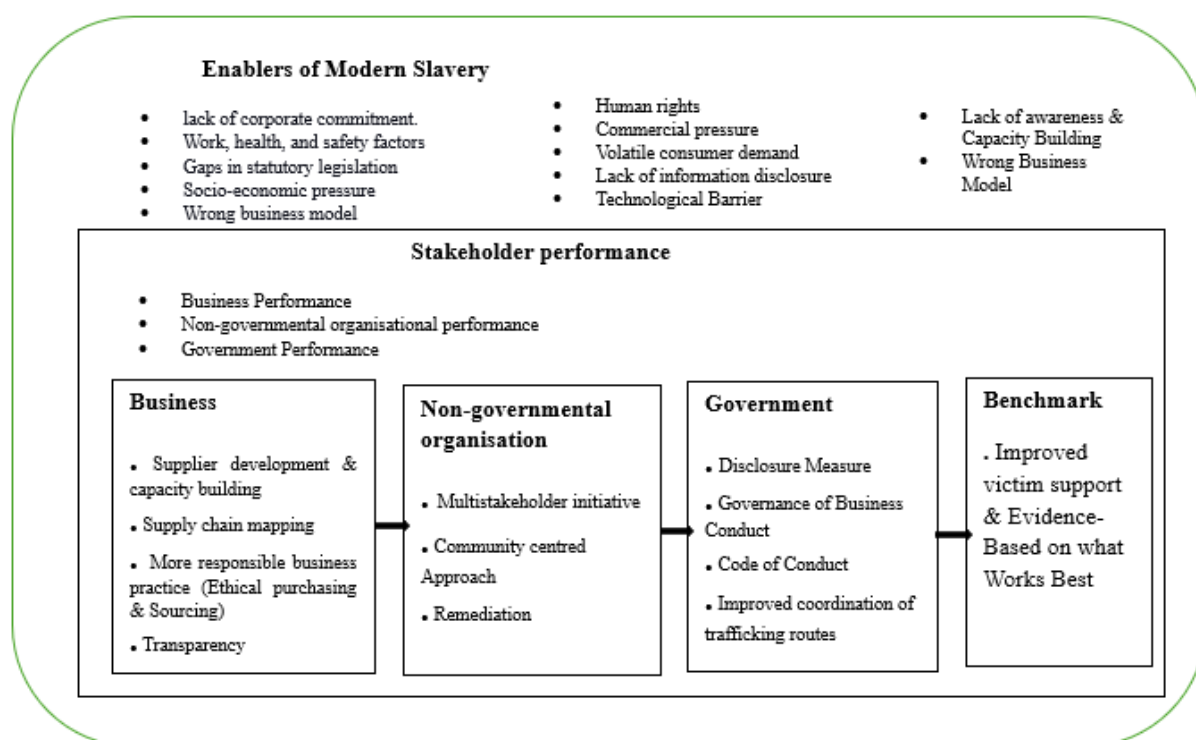 Enablers of Modern Slavery
• lack of corporate commitment.
• Work, health, and safety factors
• Gaps in statutory legislation
• Socio-economic pressure
• Wrong business model
• Human rights
• Commercial pressure
• Volatile consumer demand
• Lack of information disclosure
• Technological Barrier
• Lack of awareness &
Capacity Building
• Wrong Business
Model
Stakeholder performance
• Business Performance
• Non-governmental organisational performance
• Government Performance
Business
. Supplier development &
capacity building
. Supply chain mapping
. More responsible business
practice (Ethical purchasing
& Sourcing)
. Transparency
Non-governmental
organisation
. Multistakeholder initiative
. Community centred
Approach
. Remediation
Government
. Disclosure Measure
. Governance of Business
Conduct
. Code of Conduct
. Improved coordination of
trafficking routes
Benchmark
. Improved
victim support
& Evidence-
Based on what
Works Best